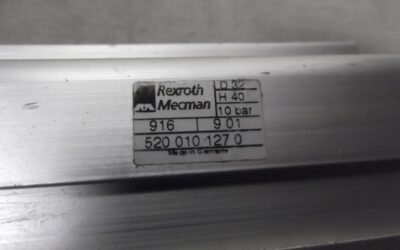 Rexroth
Mecman
D 32
H 40
10 bar
916 9 01
520 010 127 0
Made in Germany